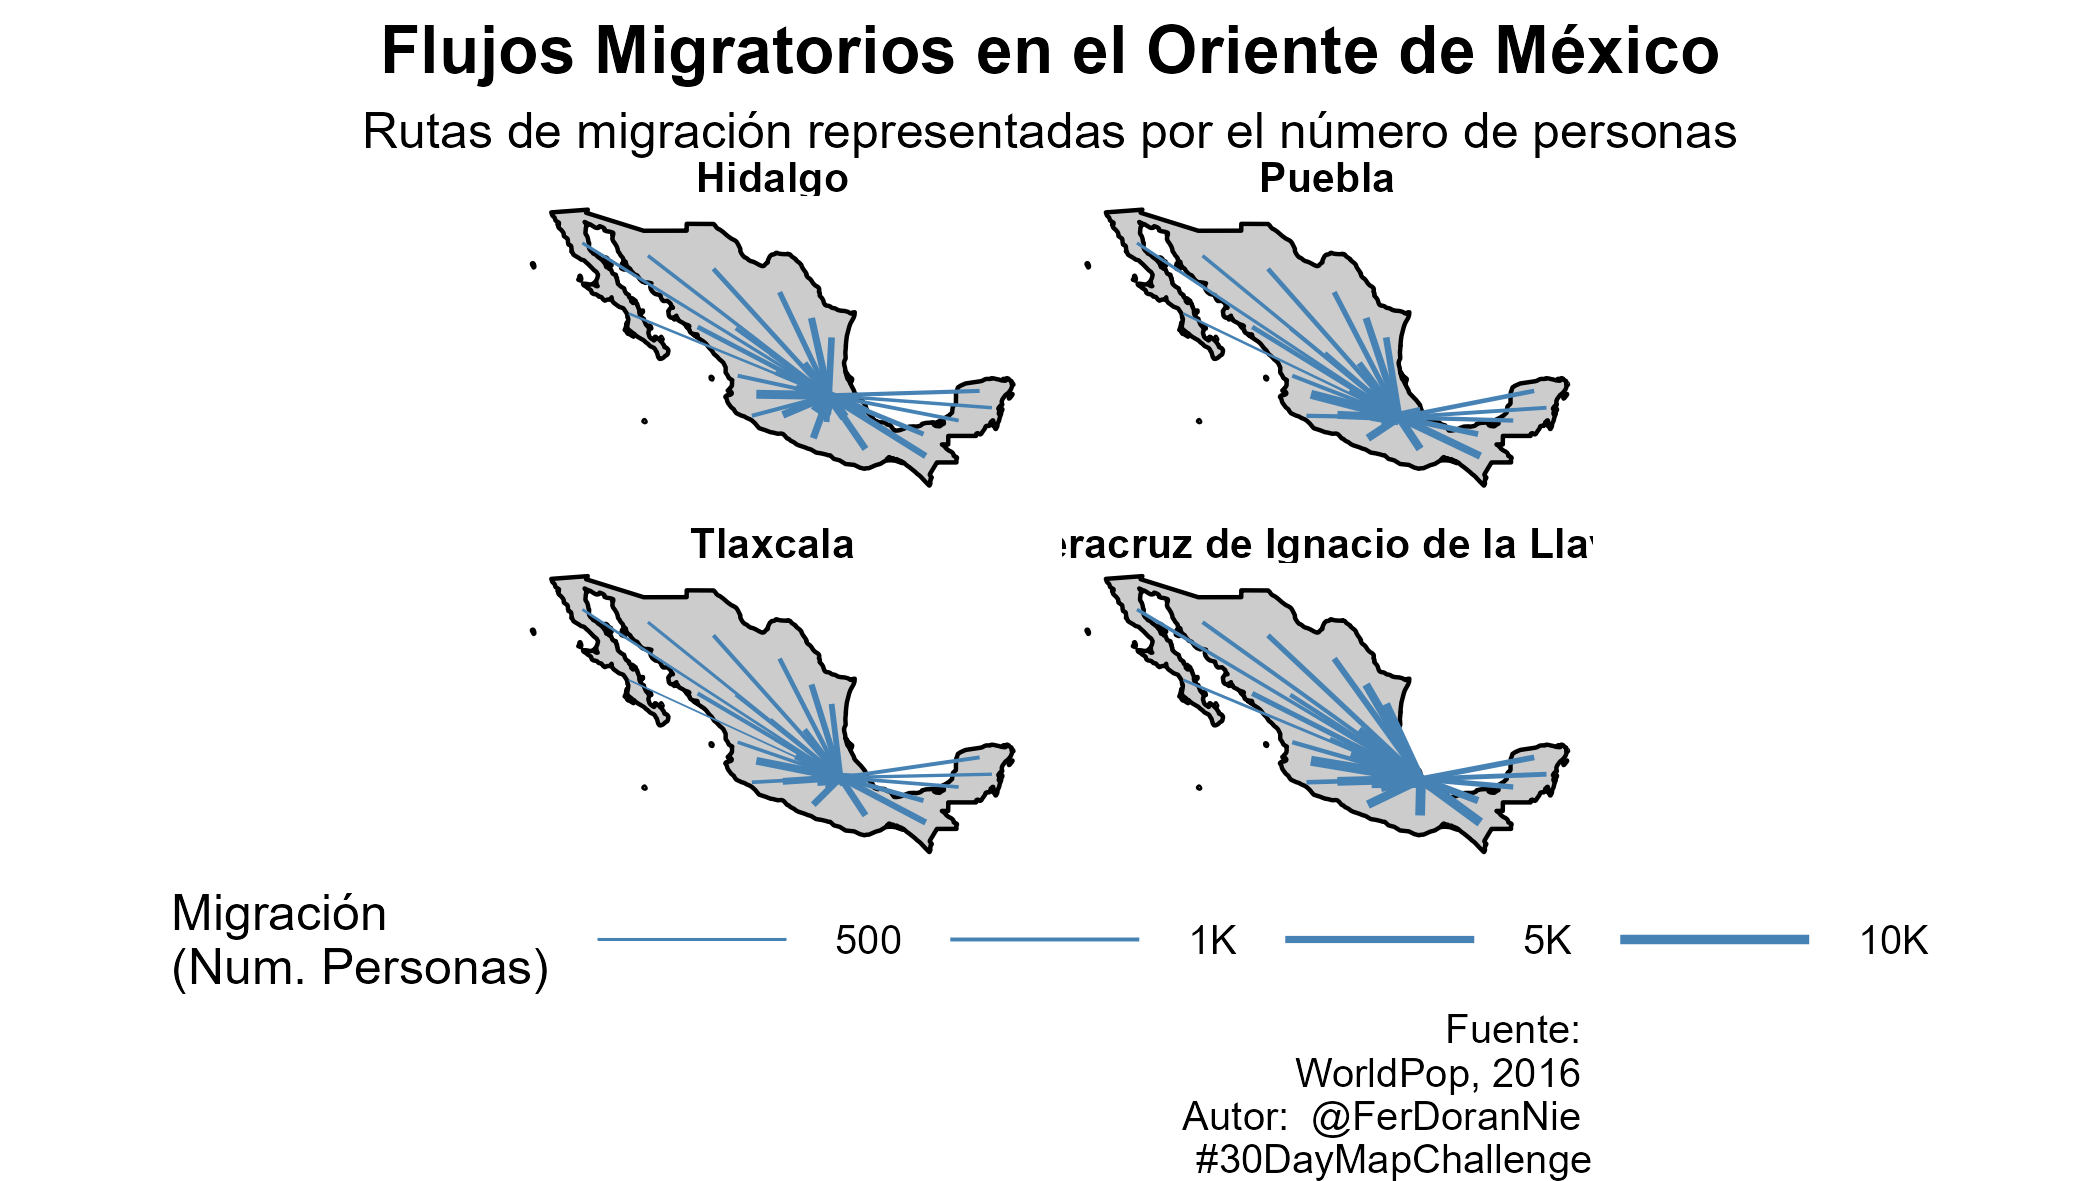 Flujos Migratorios en el Oriente de México
Rutas de migración representadas por el número de personas
Hidalgo
Puebla
Tlaxcala
eracruz de Ignacio de la Llav
Migración
(Num. Personas)
500
1K
5K
10K
Fuente:
WorldPop, 2016
Autor:  @FerDoranNie
#30DayMapChallenge